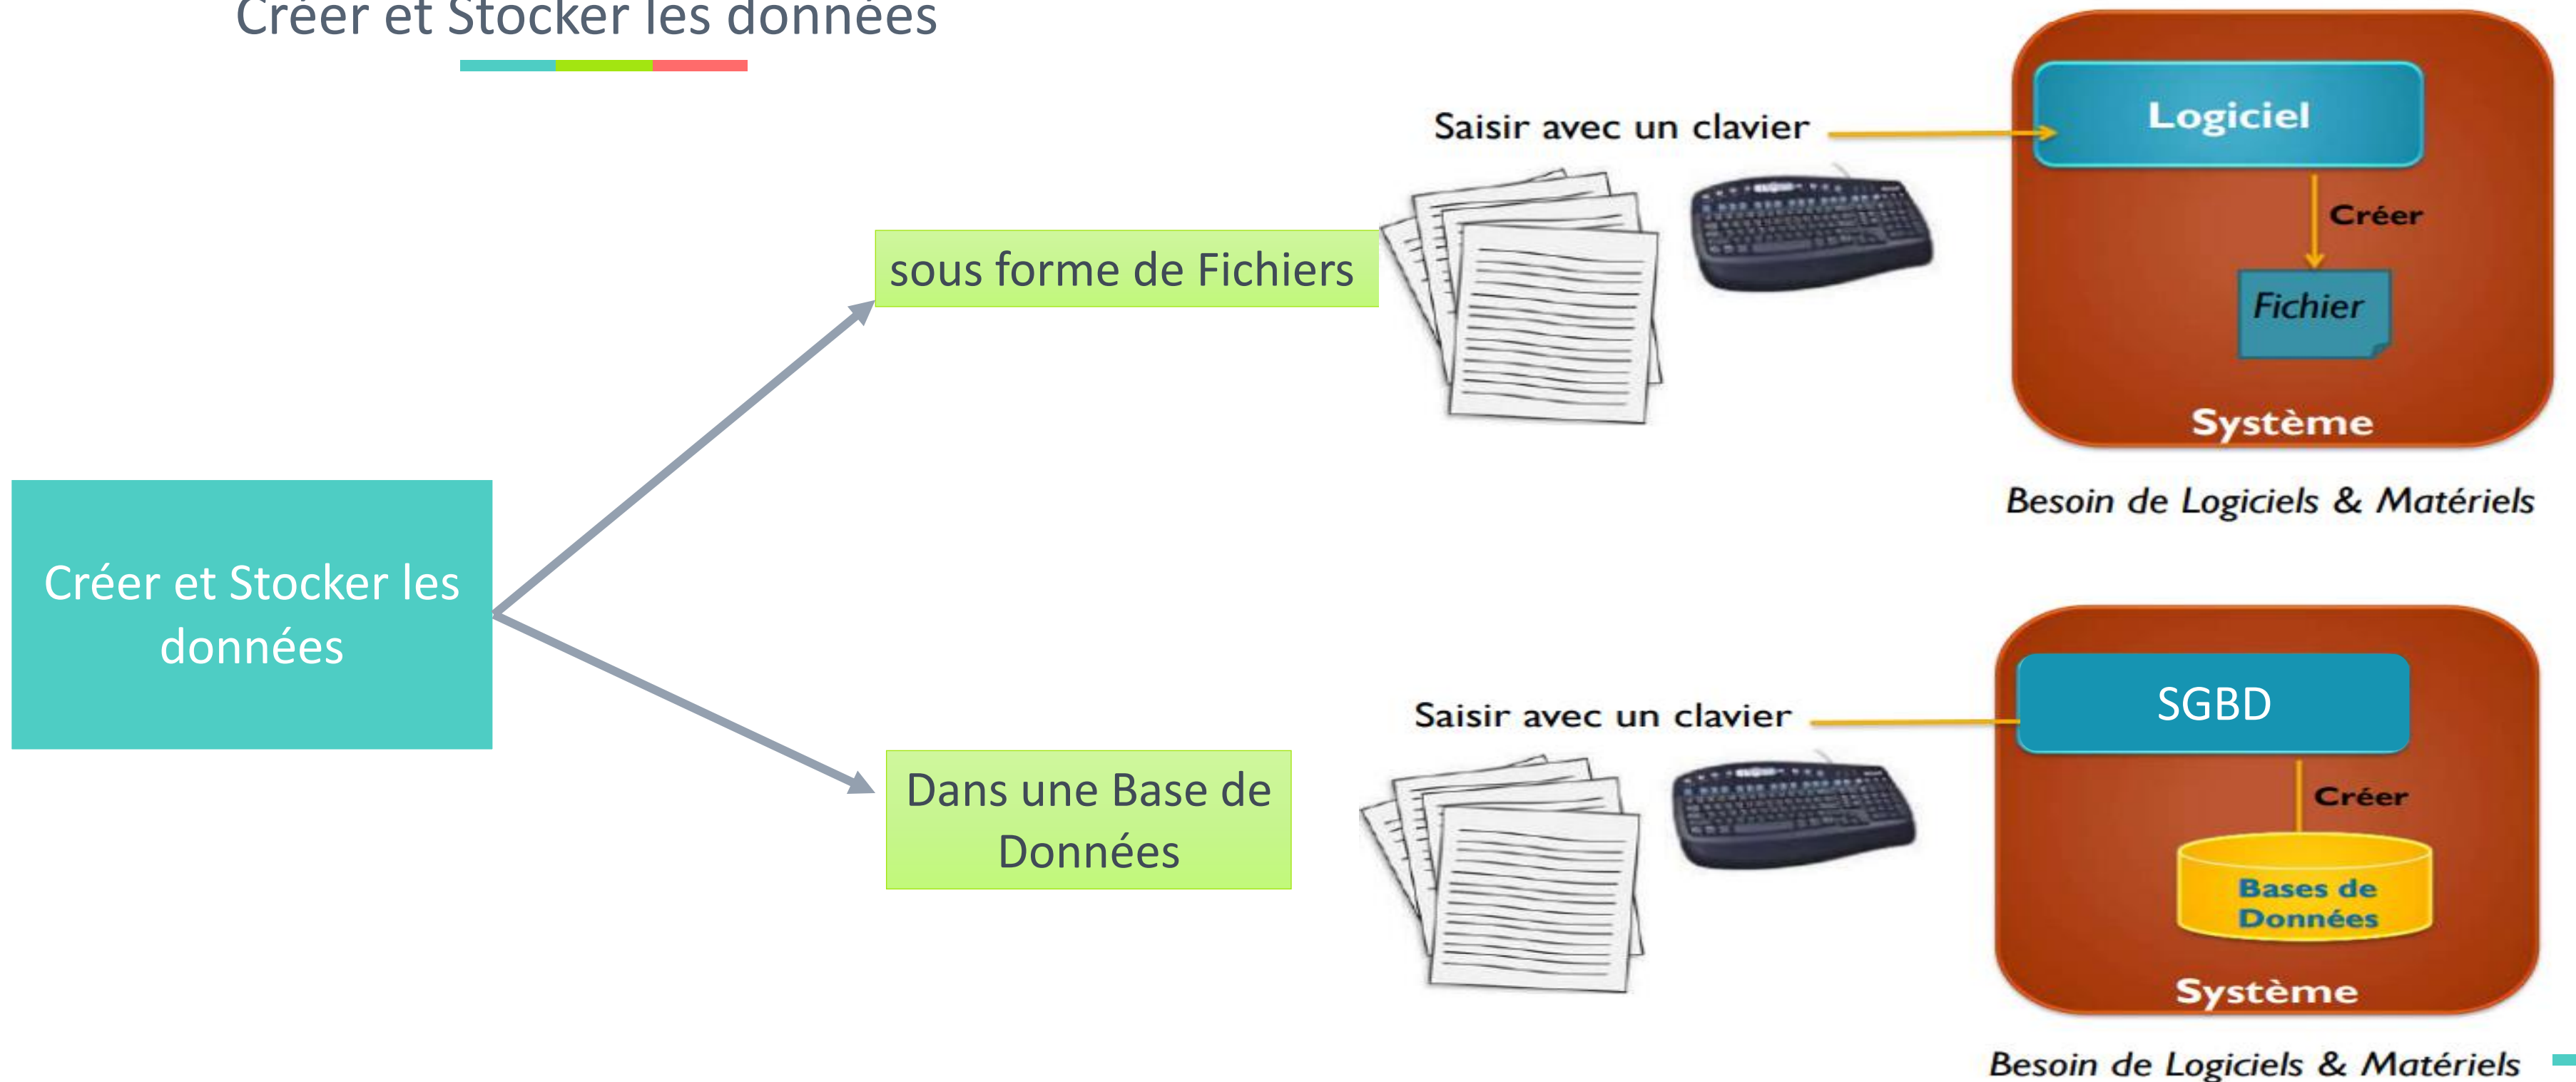 Créer et Stocker les données
Saisir avec un clavier
Logiciel
Créer
Fichier
Système
Besoin de Logiciels & Matériels
sous forme de Fichiers
Créer et Stocker les
données
Dans une Base de
Données
Saisir avec un clavier
SGBD
Créer
Bases de
Données
Système
Besoin de Logiciels & Matériels